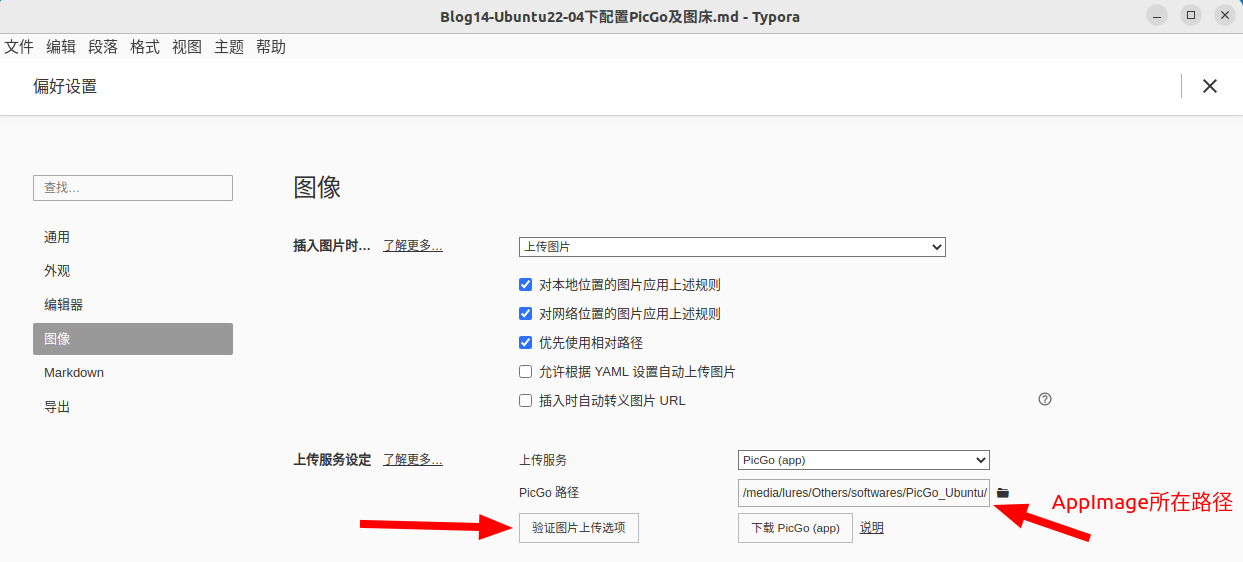 Blog14-Ubuntu22-04下配置PicGo及图床.md - Typora
文件 编辑 段落 格式 视图 主题 帮助
偏好设置
查找…
通用
外观
编辑器
图像
Markdown
导出
图像
插入图片时… 了解更多… 上传图片
对本地位置的图片应用上述规则
对网络位置的图片应用上述规则
优先使用相对路径
允许根据 YAML 设置自动上传图片
插入时自动转义图片 URL
上传服务设定 了解更多… 上传服务 PicGo (app)
PicGo 路径 /media/lures/Others/softwares/PicGo_Ubuntu/
AppImage所在路径
验证图片上传选项 下载 PicGo (app) 说明